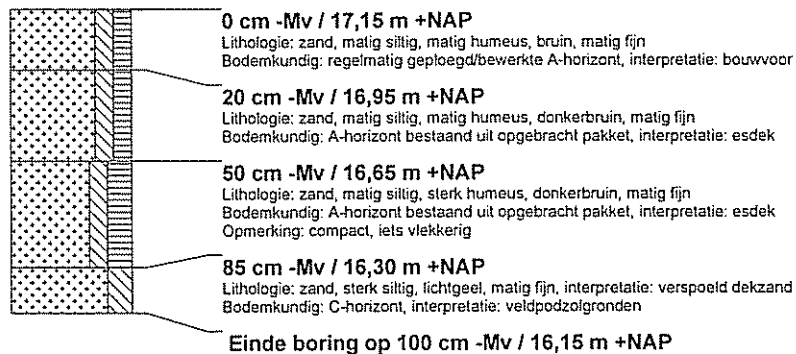 0 cm -Mv / 17,15 m +NAP
Lithologie: zand, matig siltig, matig humeus, bruin, matig fijn
Bodemkundig: regelmatig geploegd/bewerkte A-horizont, interpretatie: bouwvoor
20 cm -Mv / 16,95 m +NAP
Lithologie: zand, matig siltig, matig humeus, donkerbruin, matig fijn
Bodemkundig: A-horizont bestaand uit opgebracht pakket, interpretatie: esdek
50 cm -Mv / 16,65 m +NAP
Lithologie: zand, matig siltig, sterk humeus, donkerbruin, matig fijn
Bodemkundig: A-horizont bestaand uit opgebracht pakket, interpretatie: esdek
Opmerking: compact, iets vlekkerig
85 cm -Mv / 16,30 m +NAP
Lithologie: zand, sterk siltig, lichtgeel, matig fijn, interpretatie: verspoeld dekzand
Bodemkundig: C-horizont, interpretatie: veldpodzolgronden
Einde boring op 100 cm -Mv / 16,15 m +NAP